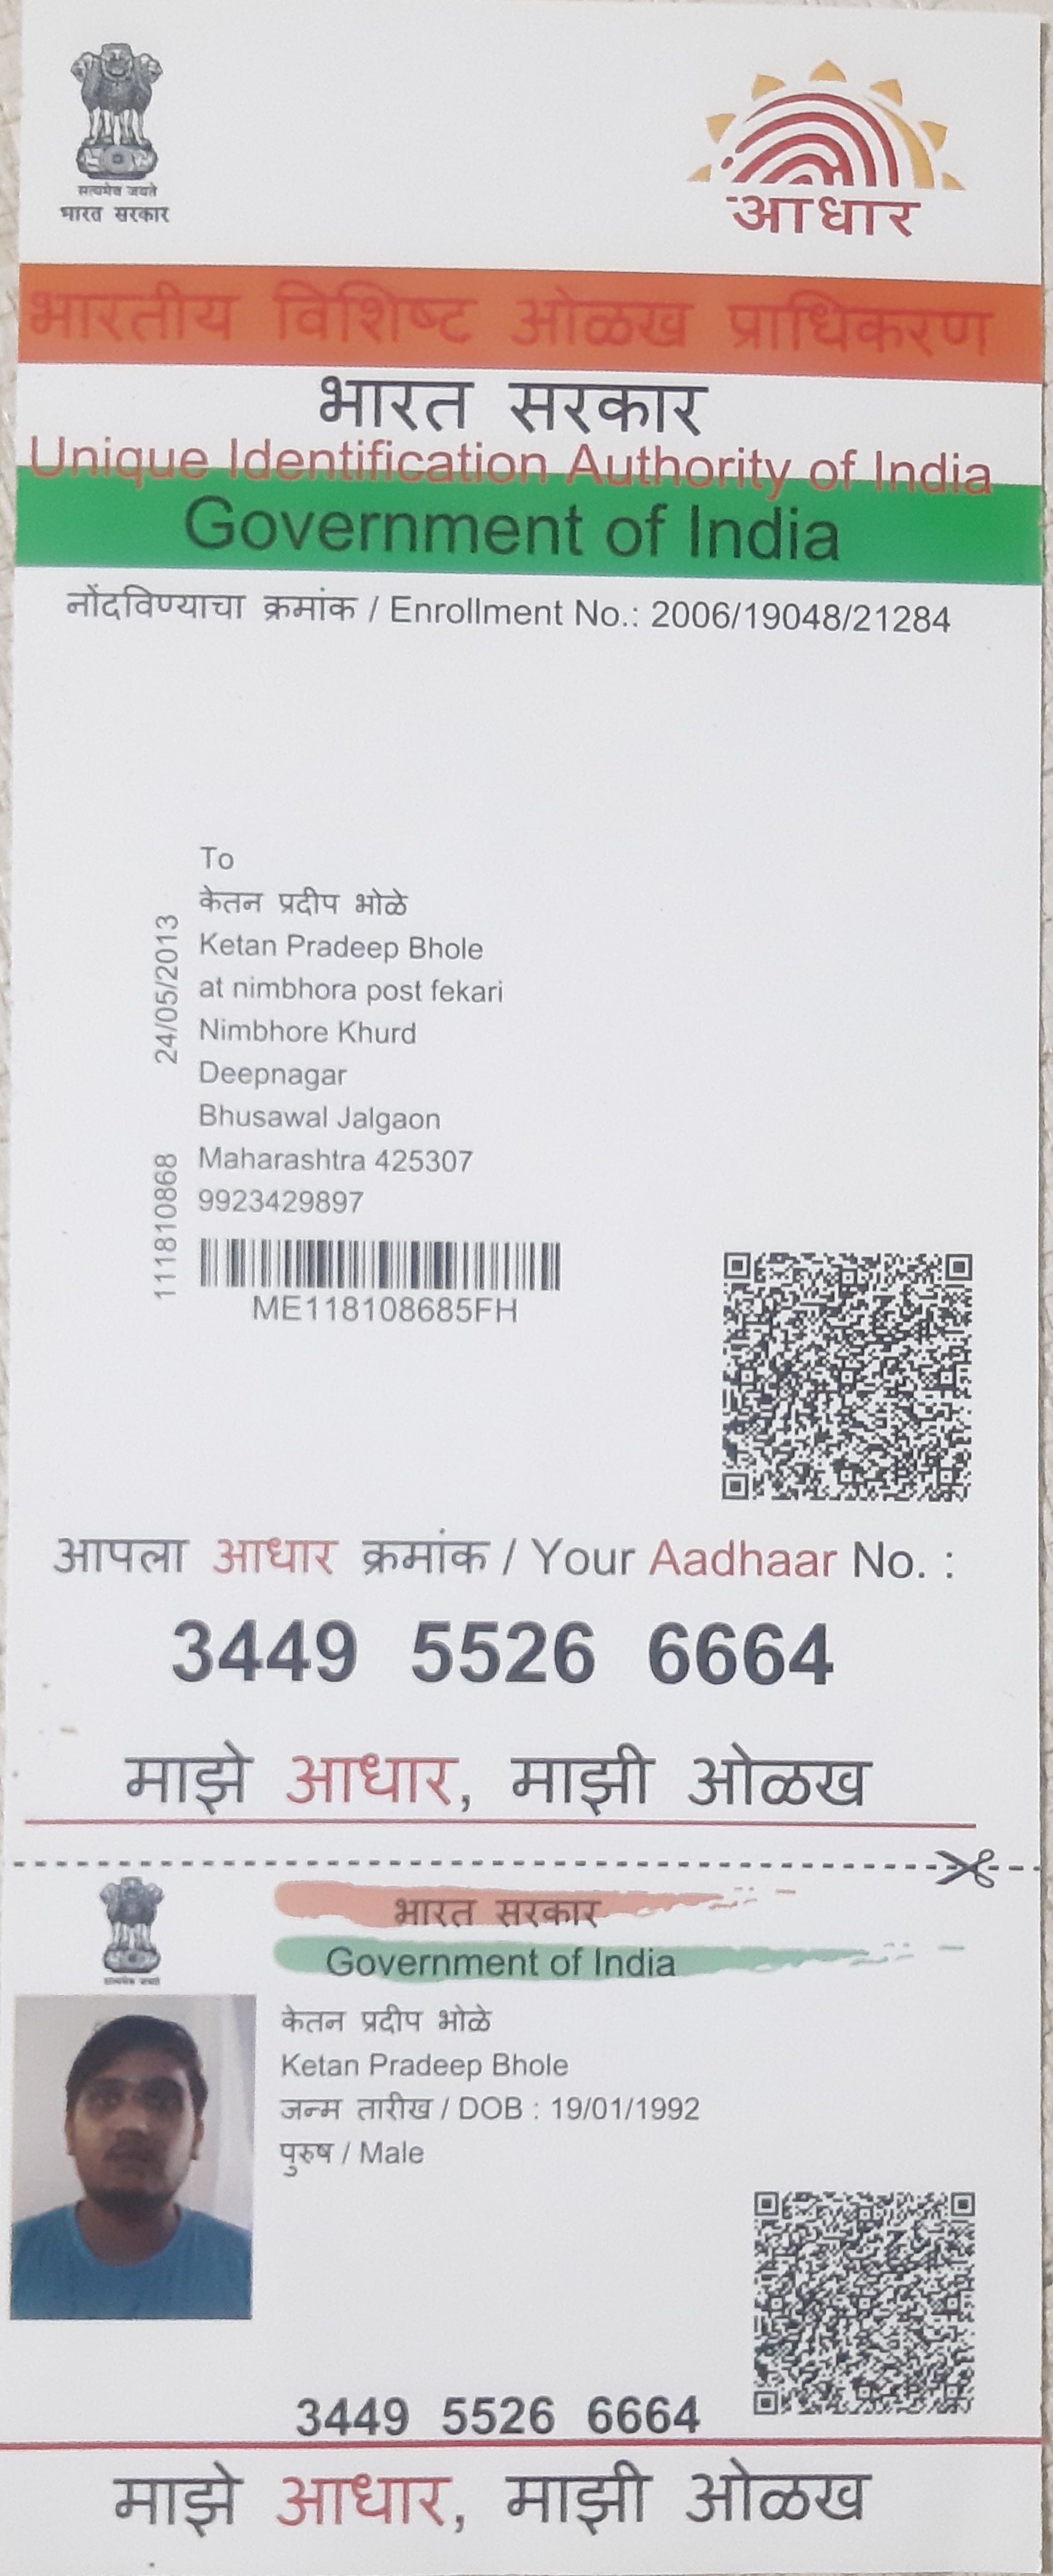 सत्यमेव जयते
भारत सरकार
आधार
भारतीय विशिष्ट ओळख प्राधिकरण
भारत सरकार
Unique Identification Authority of India
Government of India
नोंदविण्याचा क्रमांक / Enrollment No.: 2006/19048/21284
To
केतन प्रदीप भोळे
Ketan Pradeep Bhole
at nimbhora post fekari
Nimbhore Khurd
Deepnagar
Bhusawal Jalgaon
Maharashtra 425307
9923429897
24/05/2013
111810868
ME118108685FH
आपला आधार क्रमांक / Your Aadhaar No. :
3449 5526 6664
माझे आधार, माझी ओळख
भारत सरकार
Government of India
केतन प्रदीप भोळे
Ketan Pradeep Bhole
जन्म तारीख / DOB : 19/01/1992
पुरुष / Male
3449 5526 6664
माझे आधार, माझी ओळख